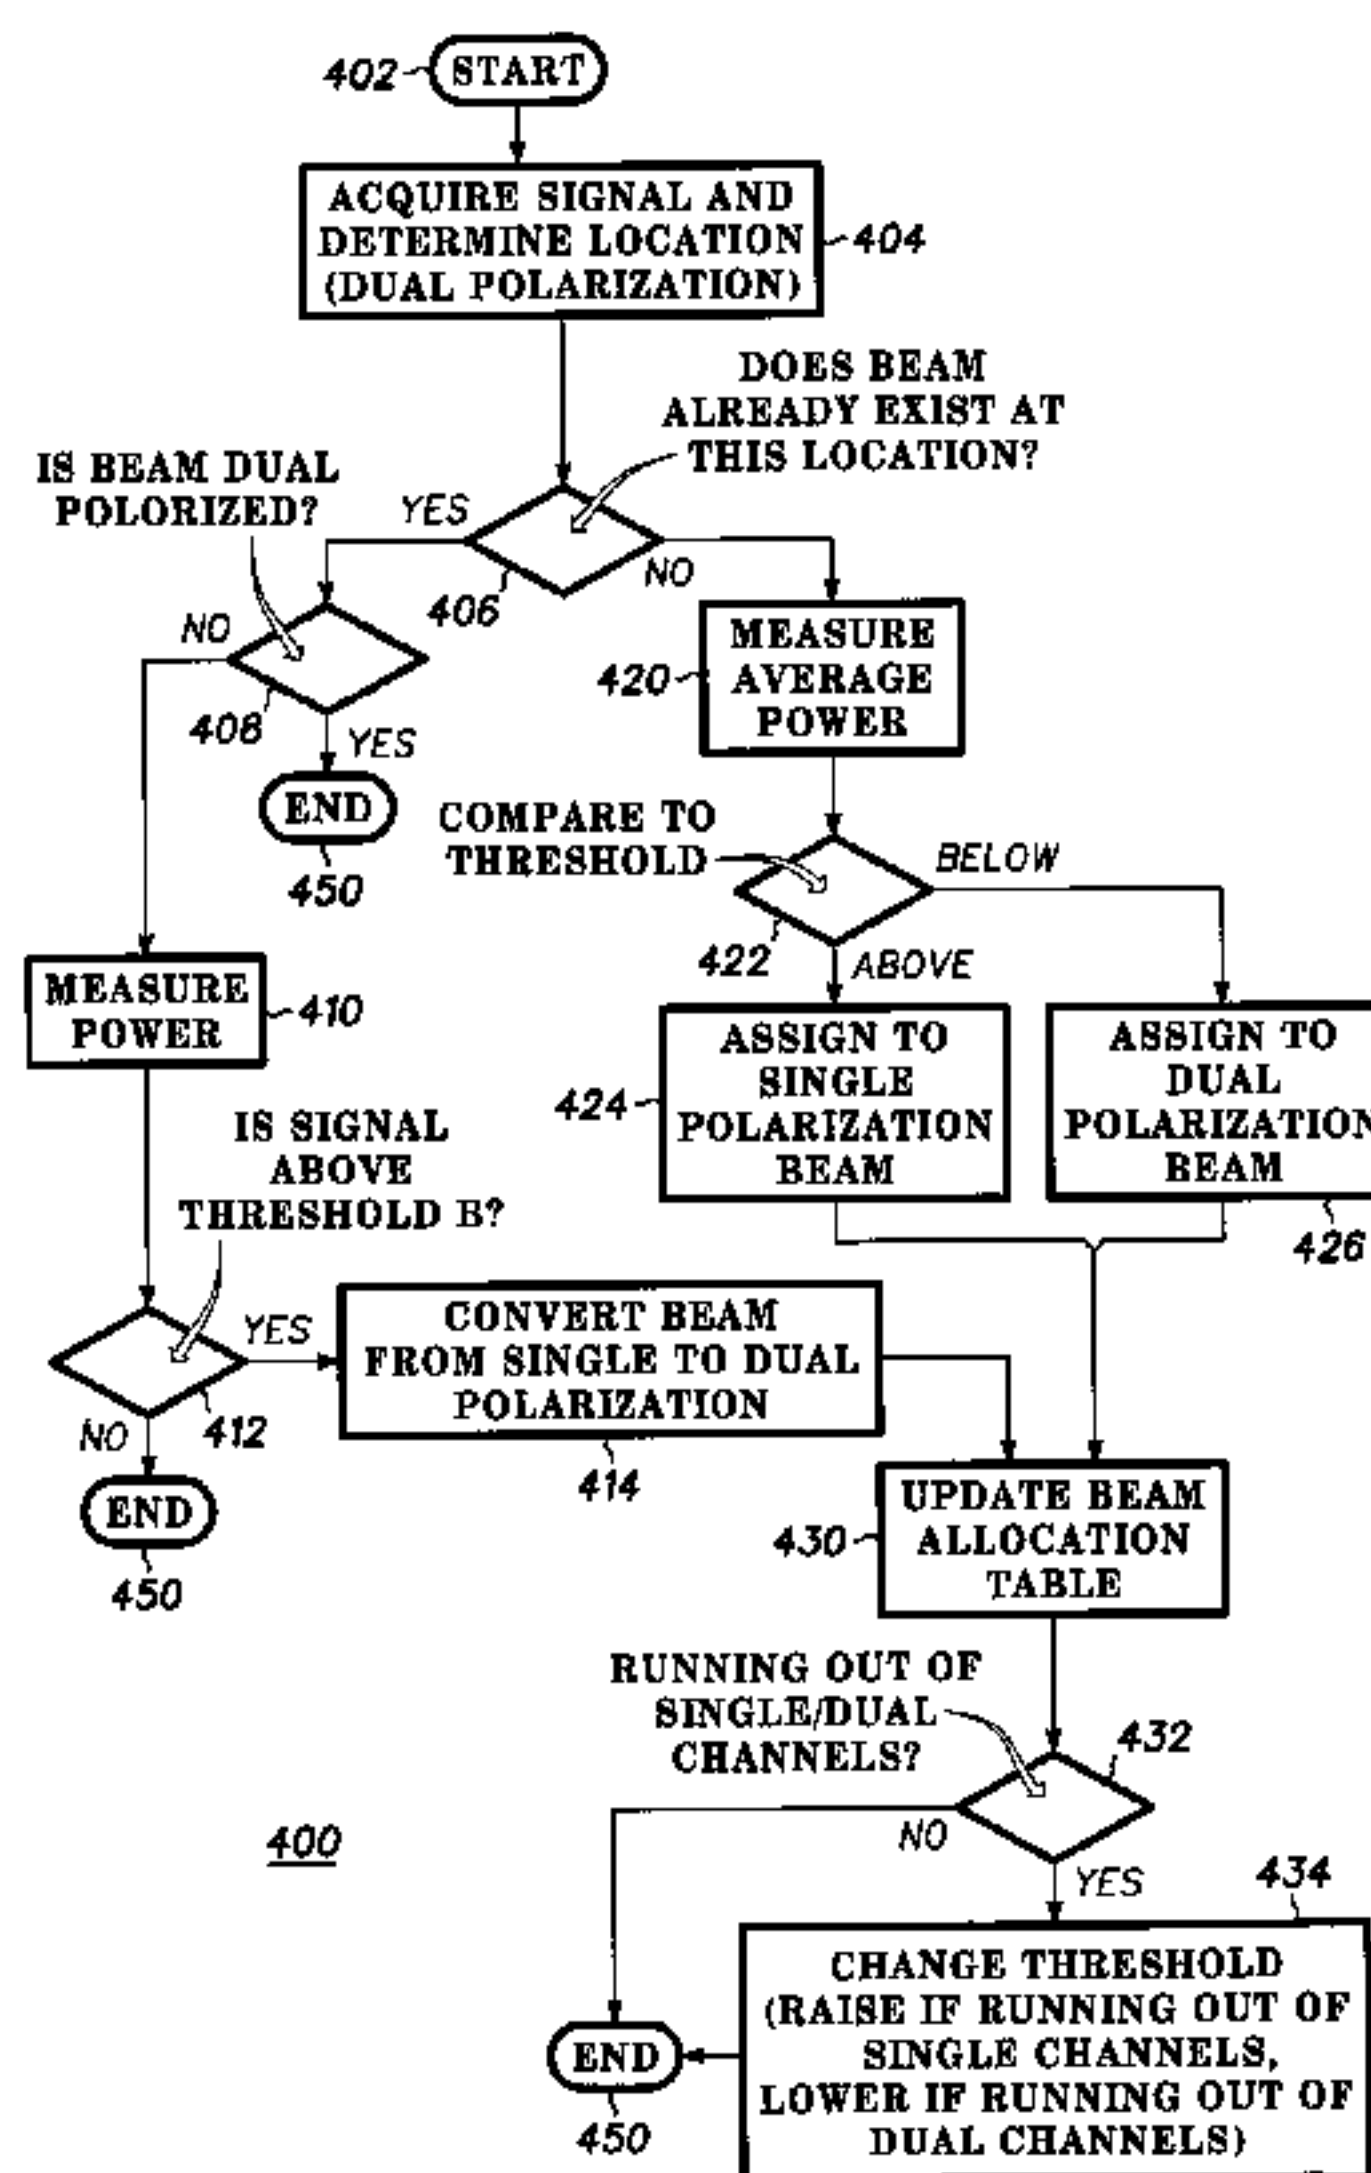 402
START
ACQUIRE SIGNAL AND
DETERMINE LOCATION
(DUAL POLARIZATION)
404
DOES BEAM
ALREADY EXIST AT
THIS LOCATION?
IS BEAM DUAL
POLORIZED?
YES
406
NO
NO
408
YES
END
450
MEASURE
AVERAGE
POWER
420
COMPARE TO
THRESHOLD
BELOW
422
ABOVE
MEASURE
POWER
410
ASSIGN TO
SINGLE
POLARIZATION
BEAM
424
ASSIGN TO
DUAL
POLARIZATION
BEAM
426
IS SIGNAL
ABOVE
THRESHOLD B?
YES
412
NO
END
450
CONVERT BEAM
FROM SINGLE TO DUAL
POLARIZATION
414
UPDATE BEAM
ALLOCATION
TABLE
430
RUNNING OUT OF
SINGLE/DUAL
CHANNELS?
432
NO
YES
400
434
CHANGE THRESHOLD
(RAISE IF RUNNING OUT OF
SINGLE CHANNELS,
LOWER IF RUNNING OUT OF
DUAL CHANNELS)
END
450